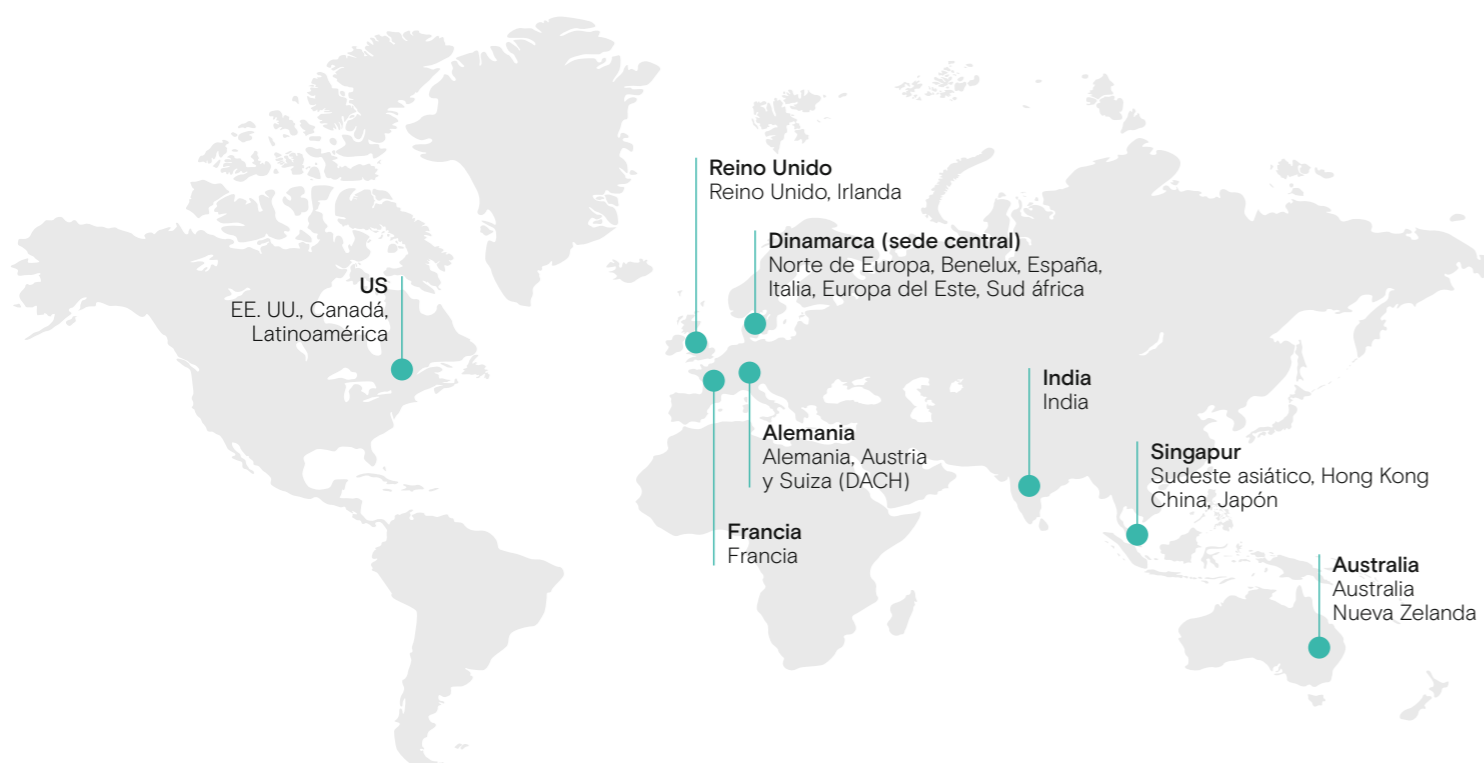 Reino Unido
Reino Unido, Irlanda
Dinamarca (sede central)
Norte de Europa, Benelux, España,
Italia, Europa del Este, Sud áfrica
US
EE. UU., Canadá,
Latinoamérica
India
India
Alemania
Alemania, Austria
y Suiza (DACH)
Singapur
Sudeste asiático, Hong Kong
China, Japón
Francia
Francia
Australia
Australia
Nueva Zelanda